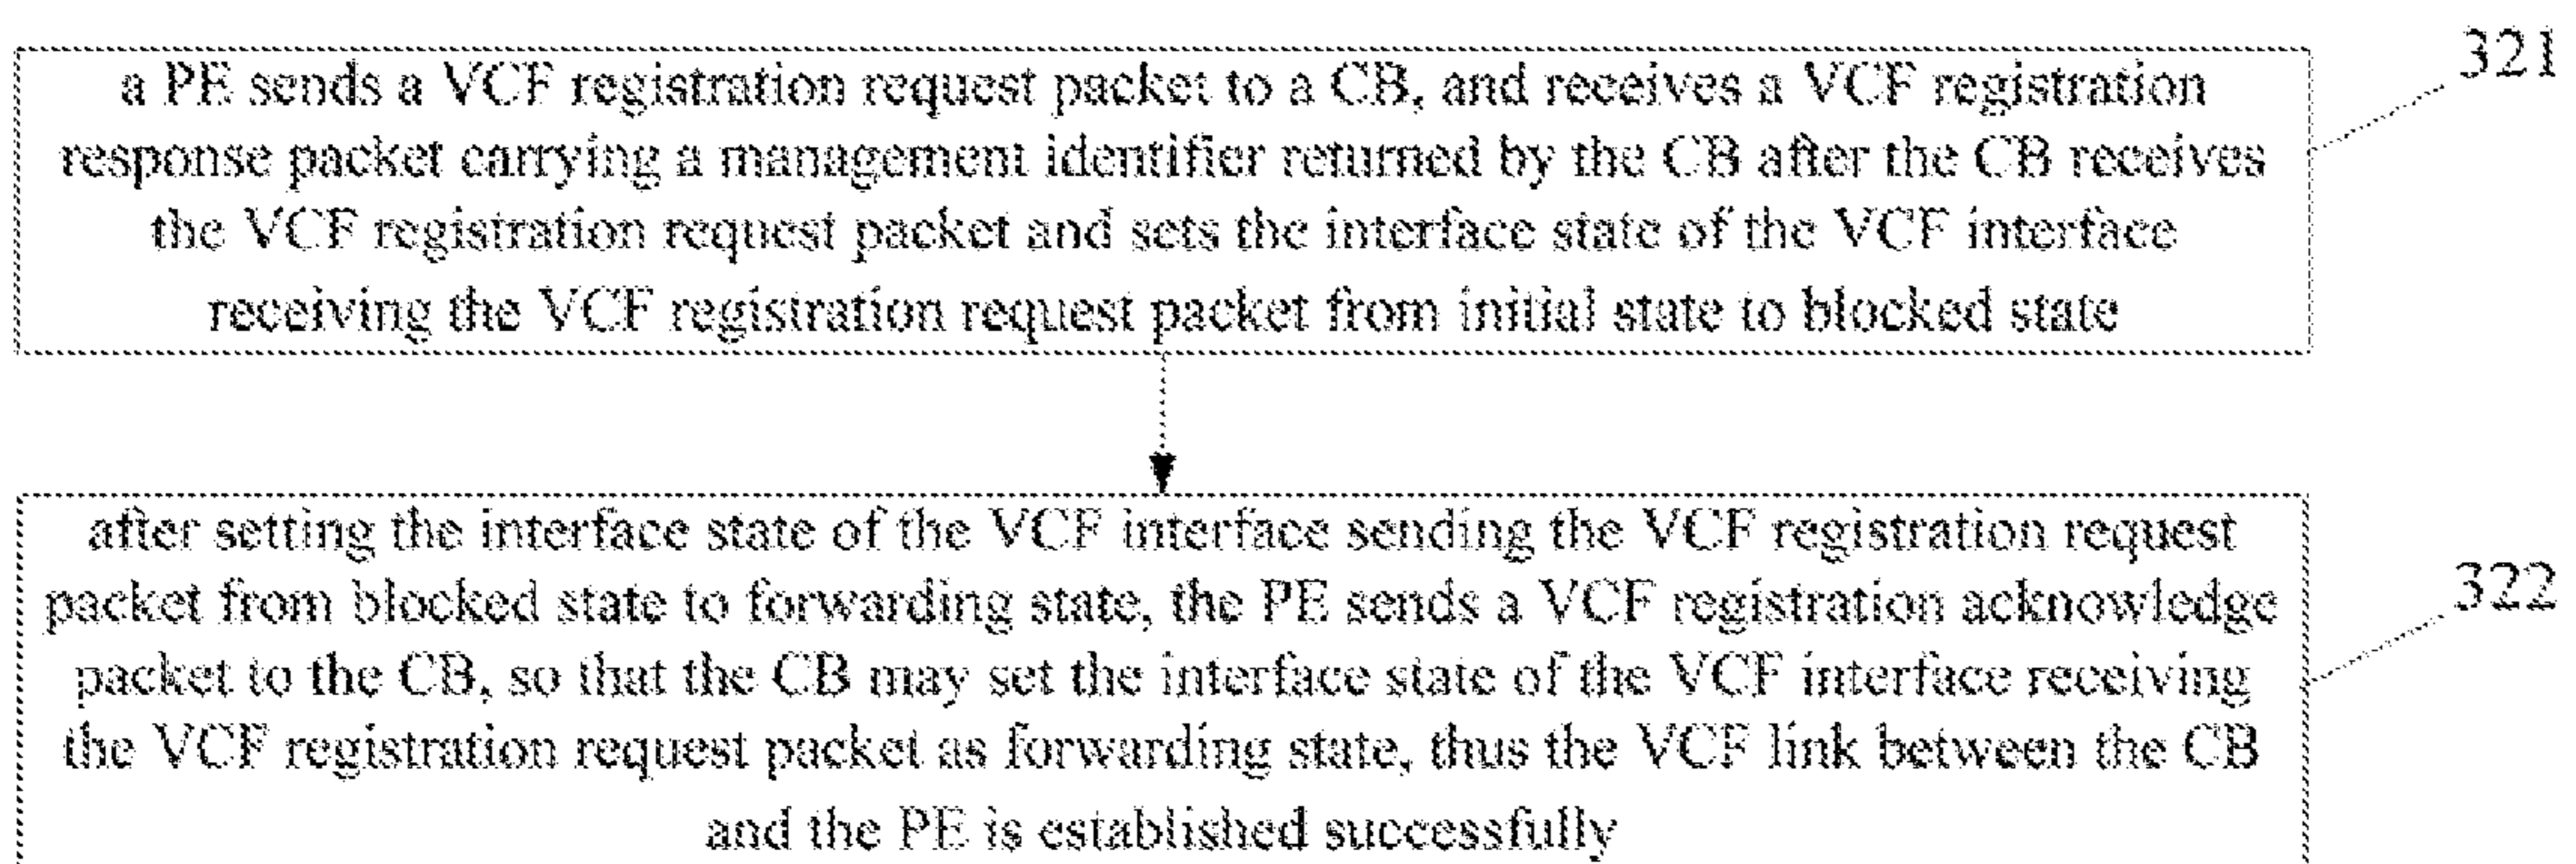 321
a PE sends a VCF registration request packet to a CB, and receives a VCF registration
response packet carrying a management identifier returned by the CB after the CB receives
the VCF registration request packet and sets the interface state of the VCF interface
receiving the VCF registration request packet from initial state to blocked state
322
after setting the interface state of the VCF interface sending the VCF registration request
packet from blocked state to forwarding state, the PE sends a VCF registration acknowledge
packet to the CB, so that the CB may set the interface state of the VCF interface receiving
the VCF registration request packet as forwarding state, thus the VCF link between the CB
and the PE is established successfully